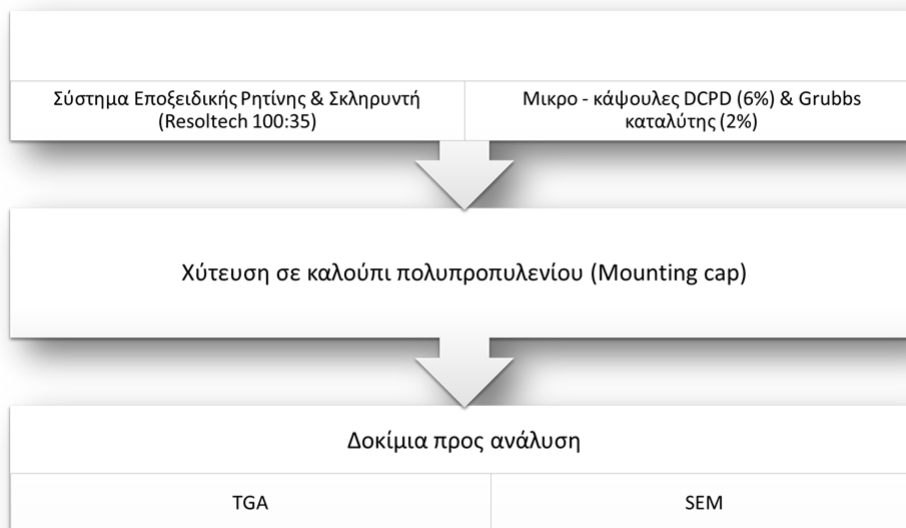 Σύστημα Εποξειδικής Ρητίνης & Σκληρυντή
(Resoltech 100:35)
Μικρο - κάψουλες DCPD (6%) & Grubbs
καταλύτης (2%)
Χύτευση σε καλούπι πολυπροπυλενίου (Mounting cap)
Δοκίμια προς ανάλυση
TGA
SEM